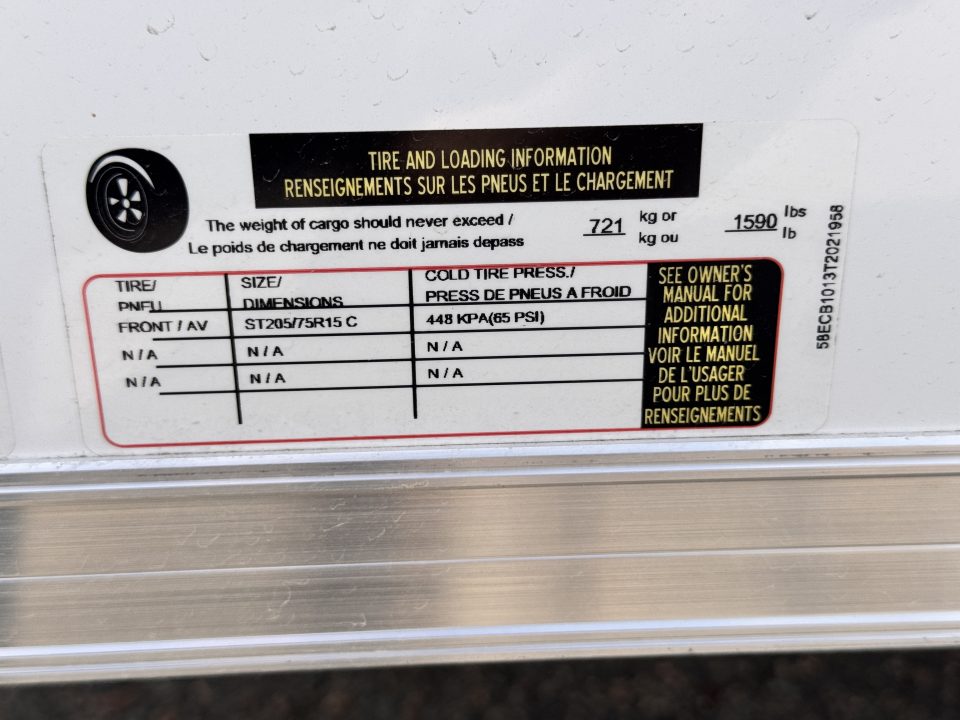 TIRE AND LOADING INFORMATION
RENSEIGNEMENTS SUR LES PNEUS ET LE CHARGEMENT
The weight of cargo should never exceed /
Le poids de chargement ne doit jamais depass
721 kg or 1590 lbs
kg ou lb
TIRE/ SIZE/ COLD TIRE PRESS./
PNEU DIMENSIONS PRESS DE PNEUS A FROID
FRONT / AV ST205/75R15 C 448 KPA(65 PSI)
N / A N / A N / A
N / A N / A N / A
SEE OWNER'S
MANUAL FOR
ADDITIONAL
INFORMATION
VOIR LE MANUEL
DE L'USAGER
POUR PLUS DE
RENSEIGNEMENTS
58ECB1013T2021958